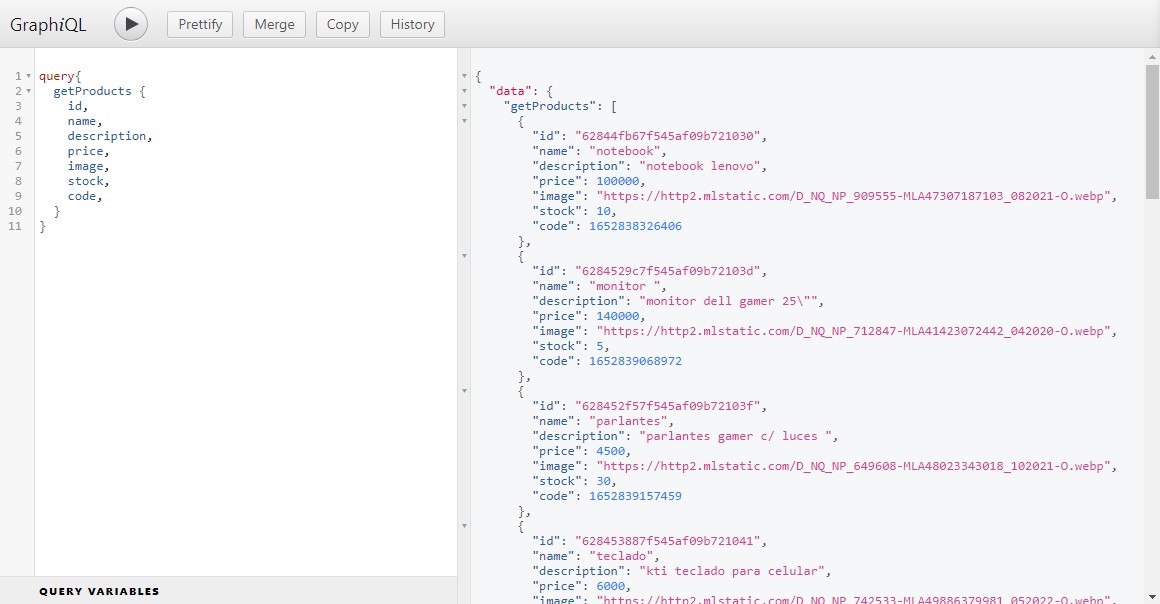 GraphiQL
Prettify
Merge
Copy
History
1 query{
2 getProducts {
3 id,
4 name,
5 description,
6 price,
7 image,
8 stock,
9 code,
10 }
11 }
QUERY VARIABLES
{
"data": {
"getProducts": [
{
"id": "62844fb67f545af09b721030",
"name": "notebook",
"description": "notebook lenovo",
"price": 100000,
"image": "https://http2.mlstatic.com/D_NQ_NP_909555-MLA47307187103_082021-O.webp",
"stock": 10,
"code": 1652838326406
},
{
"id": "6284529c7f545af09b72103d",
"name": "monitor ",
"description": "monitor dell gamer 25\"",
"price": 140000,
"image": "https://http2.mlstatic.com/D_NQ_NP_712847-MLA41423072442_042020-O.webp",
"stock": 5,
"code": 1652839068972
},
{
"id": "628452f57f545af09b72103f",
"name": "parlantes",
"description": "parlantes gamer c/ luces ",
"price": 4500,
"image": "https://http2.mlstatic.com/D_NQ_NP_649608-MLA48023343018_102021-O.webp",
"stock": 30,
"code": 1652839157459
},
{
"id": "628453887f545af09b721041",
"name": "teclado",
"description": "kti teclado para celular",
"price": 6000,
"image": "https://http2.mlstatic.com/D_NQ_NP_742533-MLA49886379981_052022-O.webp",